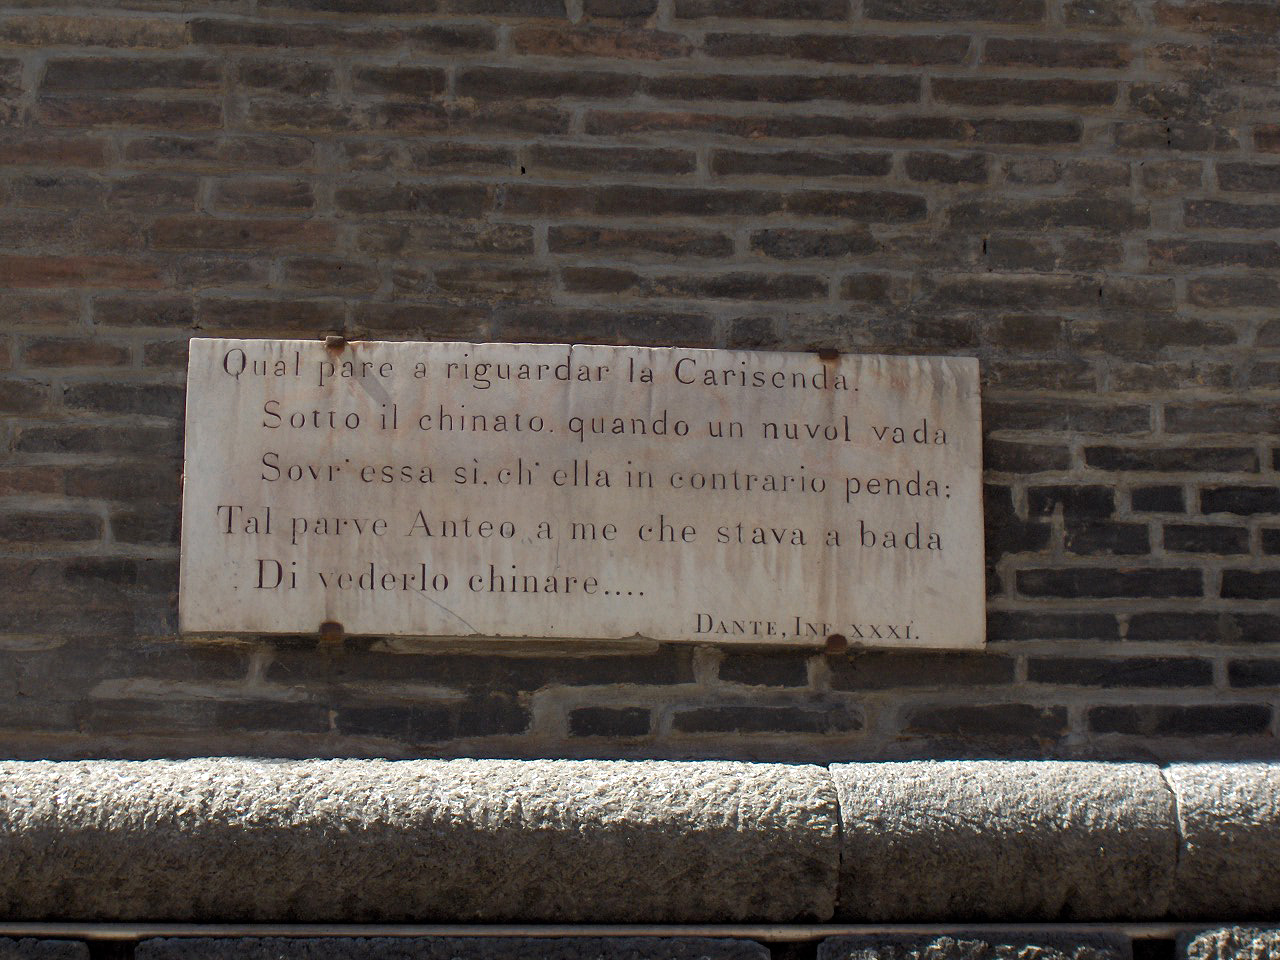 Qual pare a riguardar la Carisenda.
Sotto il chinato. quando un nuvol vada
Sovr' essa sì, ch' ella in contrario penda;
Tal parve Anteo. a me che stava a bada
Di vederlo chinare....
Dante, Inf. xxxi.